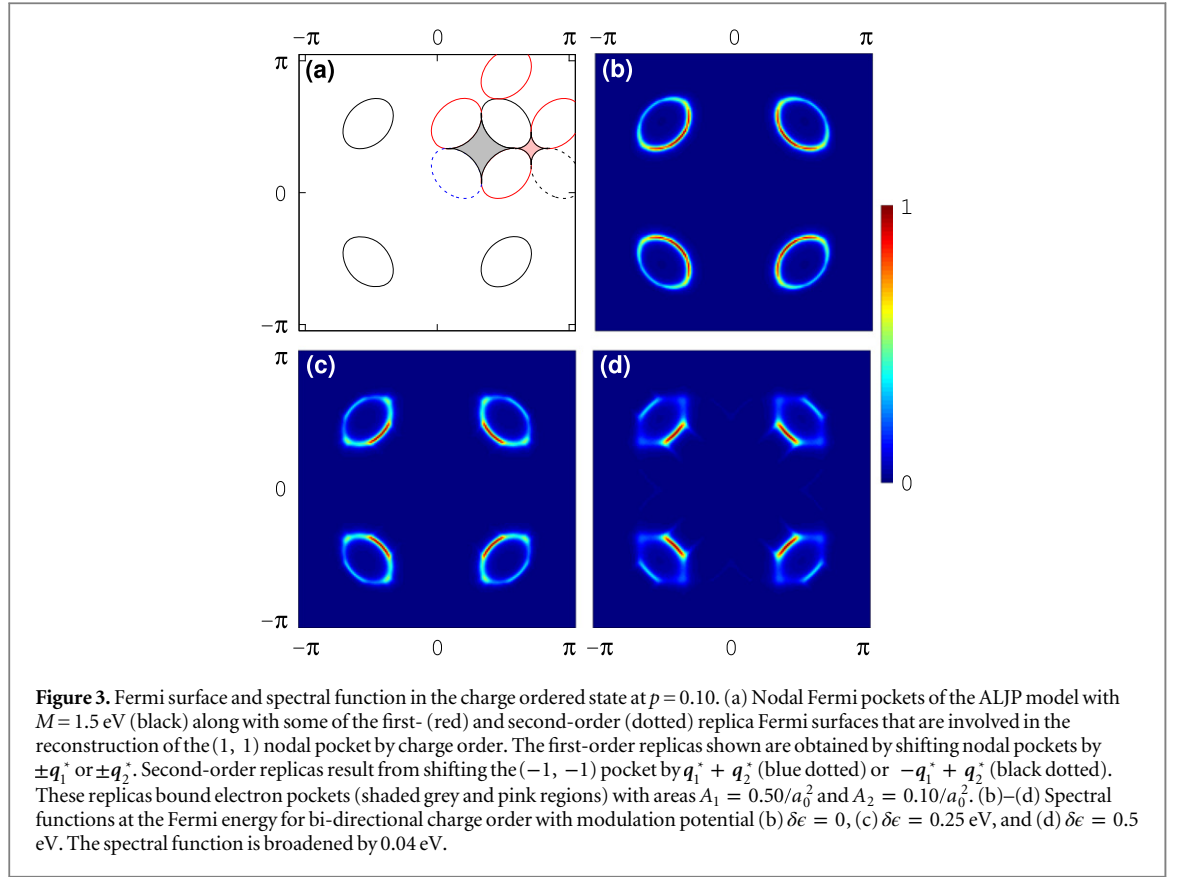 −π 0 π −π 0 π
π (a) (b)
0
−π
1
0
π (c) (d)
0
−π
−π 0 π −π 0 π
Figure 3. Fermi surface and spectral function in the charge ordered state at p = 0.10. (a) Nodal Fermi pockets of the ALJP model with
M = 1.5 eV (black) along with some of the first- (red) and second-order (dotted) replica Fermi surfaces that are involved in the
reconstruction of the (1, 1) nodal pocket by charge order. The first-order replicas shown are obtained by shifting nodal pockets by
±q₁* or ±q₂*. Second-order replicas result from shifting the (−1, −1) pocket by q₁* + q₂* (blue dotted) or −q₁* + q₂* (black dotted).
These replicas bound electron pockets (shaded grey and pink regions) with areas A₁ = 0.50/a₀² and A₂ = 0.10/a₀². (b)–(d) Spectral
functions at the Fermi energy for bi-directional charge order with modulation potential (b) δϵ = 0, (c) δϵ = 0.25 eV, and (d) δϵ = 0.5
eV. The spectral function is broadened by 0.04 eV.